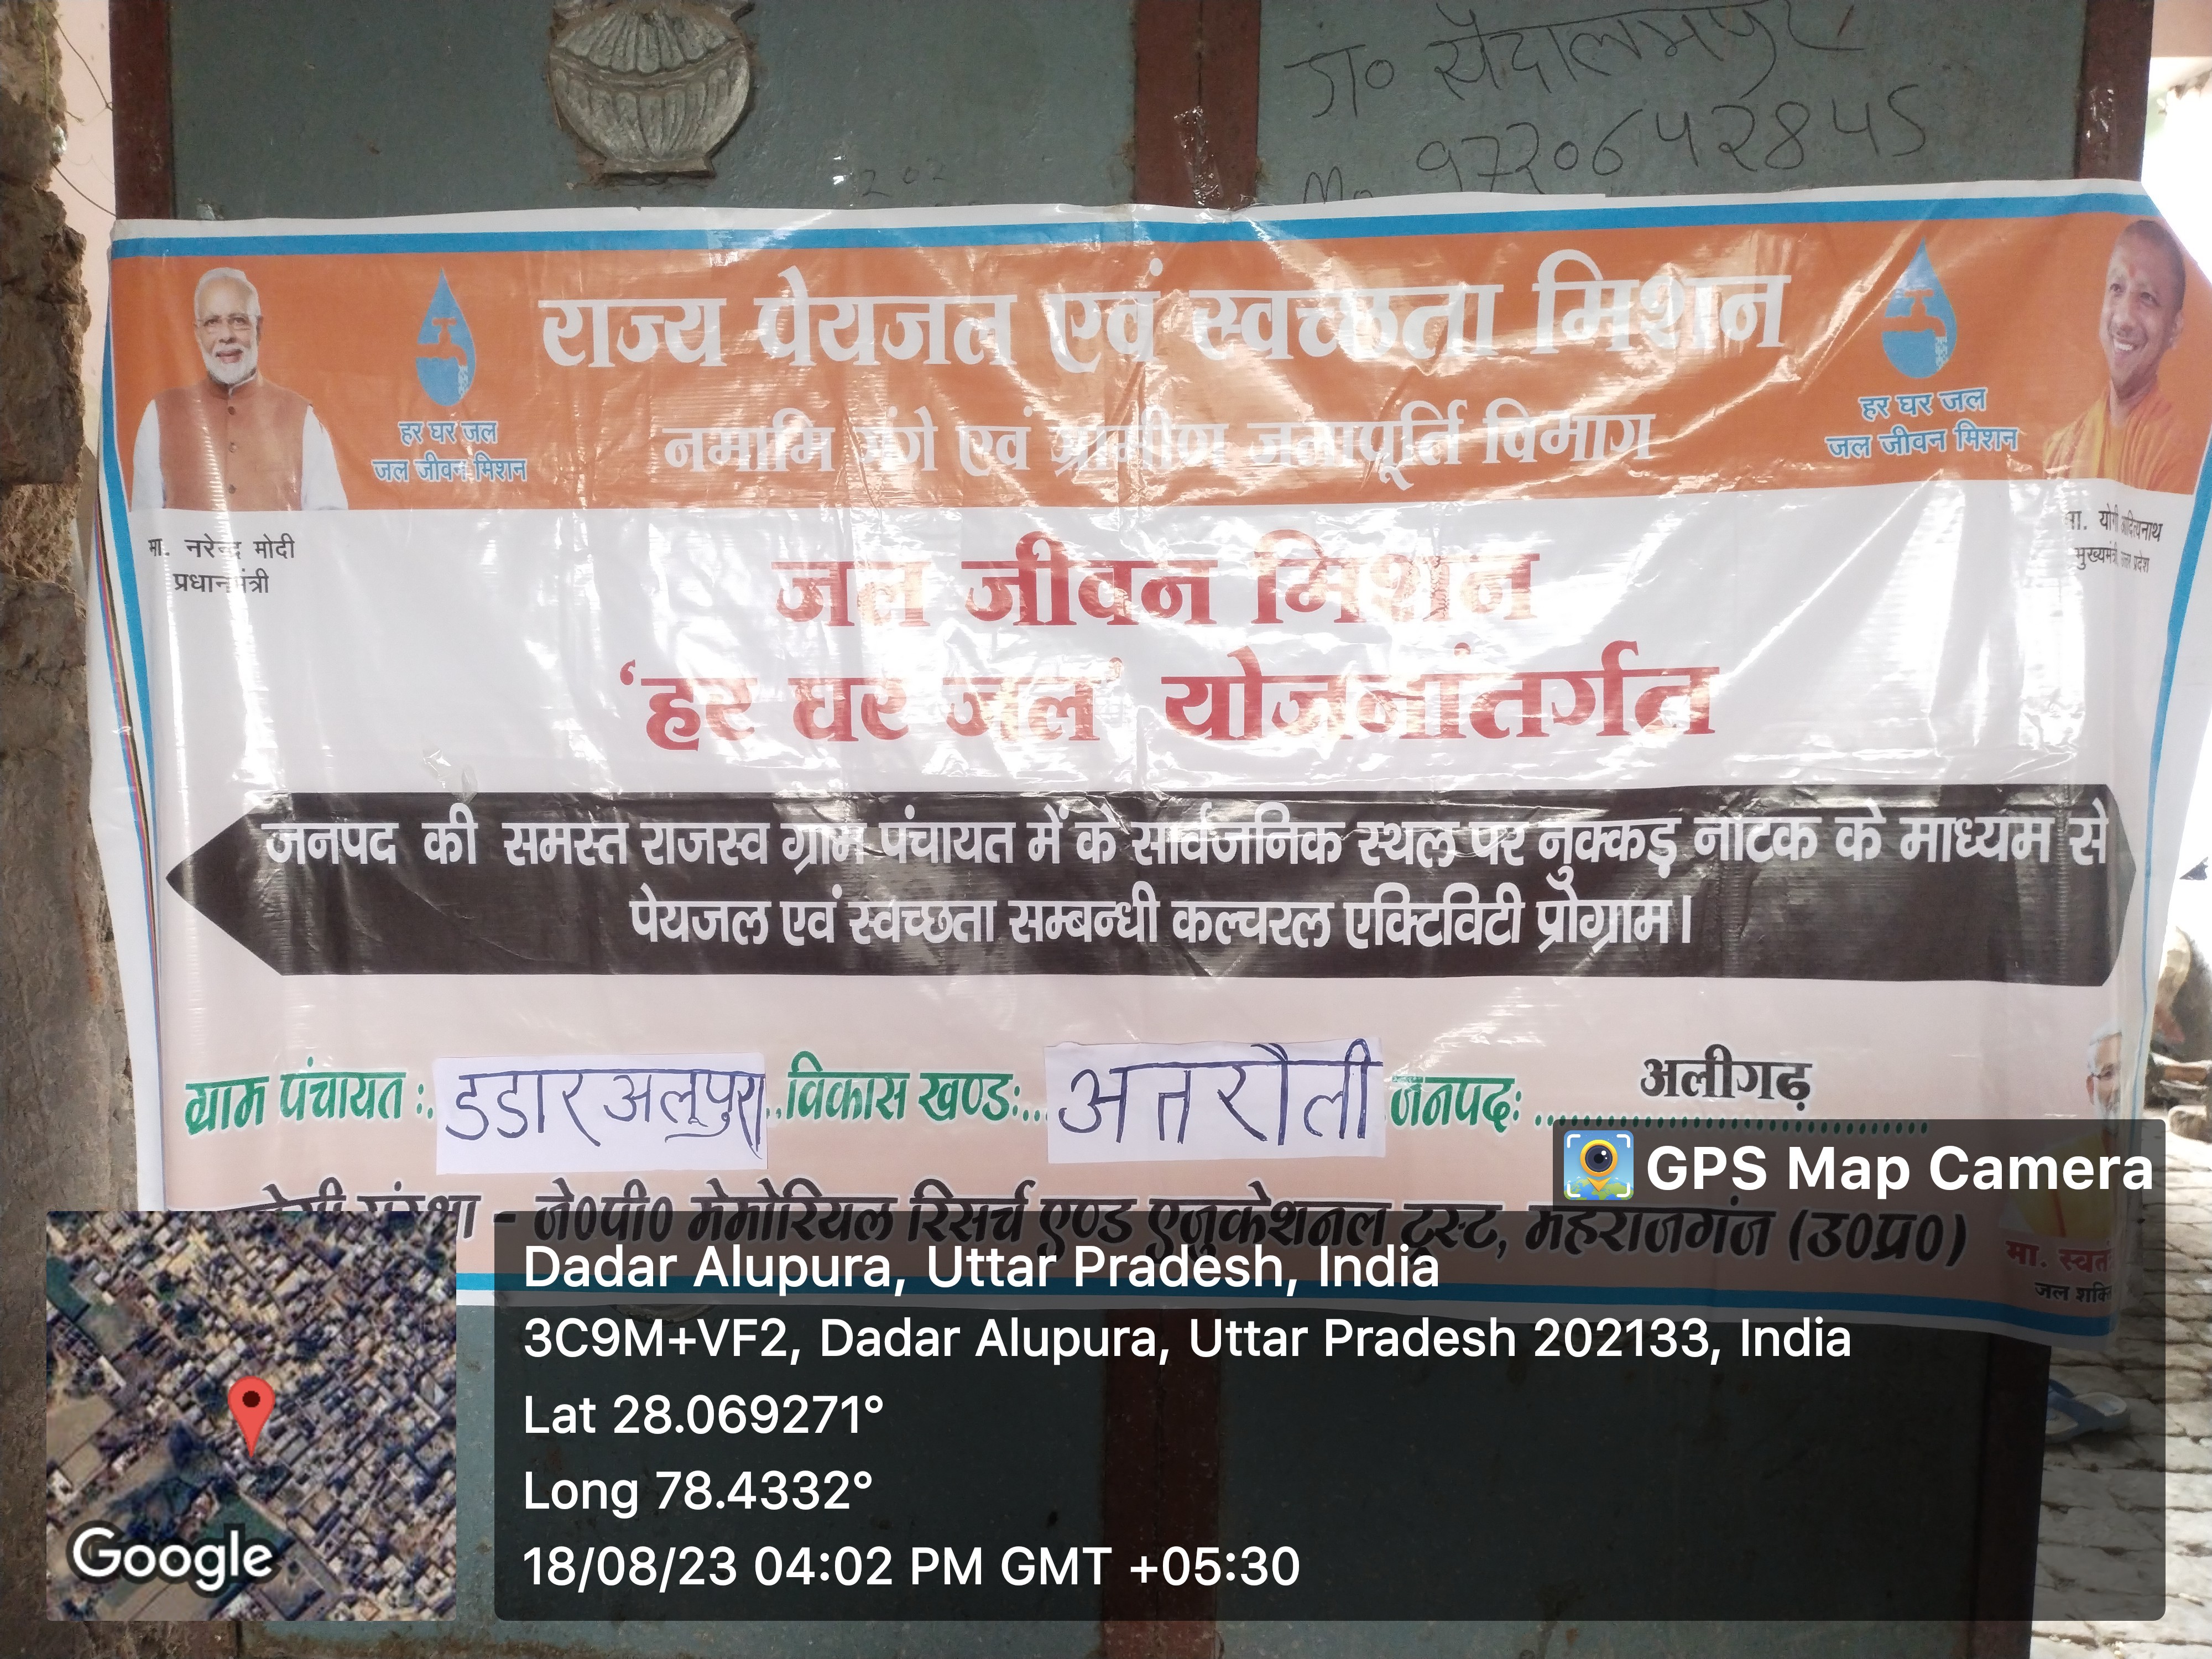 ग० सैदालमपुर
Mo 9720642845
राज्य पेयजल एवं स्वच्छता मिशन
नमामि गंगे एवं ग्रामीण जलापूर्ति विभाग
हर घर जल
जल जीवन मिशन
हर घर जल
जल जीवन मिशन
मा. नरेन्द्र मोदी
प्रधानमंत्री
मा. योगी आदित्यनाथ
मुख्यमंत्री, उत्तर प्रदेश
जल जीवन मिशन
‘हर घर जल’ योजनांतर्गत
जनपद की समस्त राजस्व ग्राम पंचायत में क सार्वजनिक स्थल पर नुक्कड़ नाटक के माध्यम से
पेयजल एवं स्वच्छता सम्बन्धी कल्चरल एक्टिविटी प्रोग्राम।
ग्राम पंचायत :. डडार अलूपुरा ..विकास खण्ड:... अतरौली जनपद: अलीगढ़
संस्था - जे०पी० मेमोरियल रिसर्च एण्ड एजुकेशनल ट्रस्ट, महराजगंज (उ०प्र०)
मा. स्वतं
जल शक्ति
GPS Map Camera
Dadar Alupura, Uttar Pradesh, India
3C9M+VF2, Dadar Alupura, Uttar Pradesh 202133, India
Lat 28.069271°
Long 78.4332°
18/08/23 04:02 PM GMT +05:30
Google